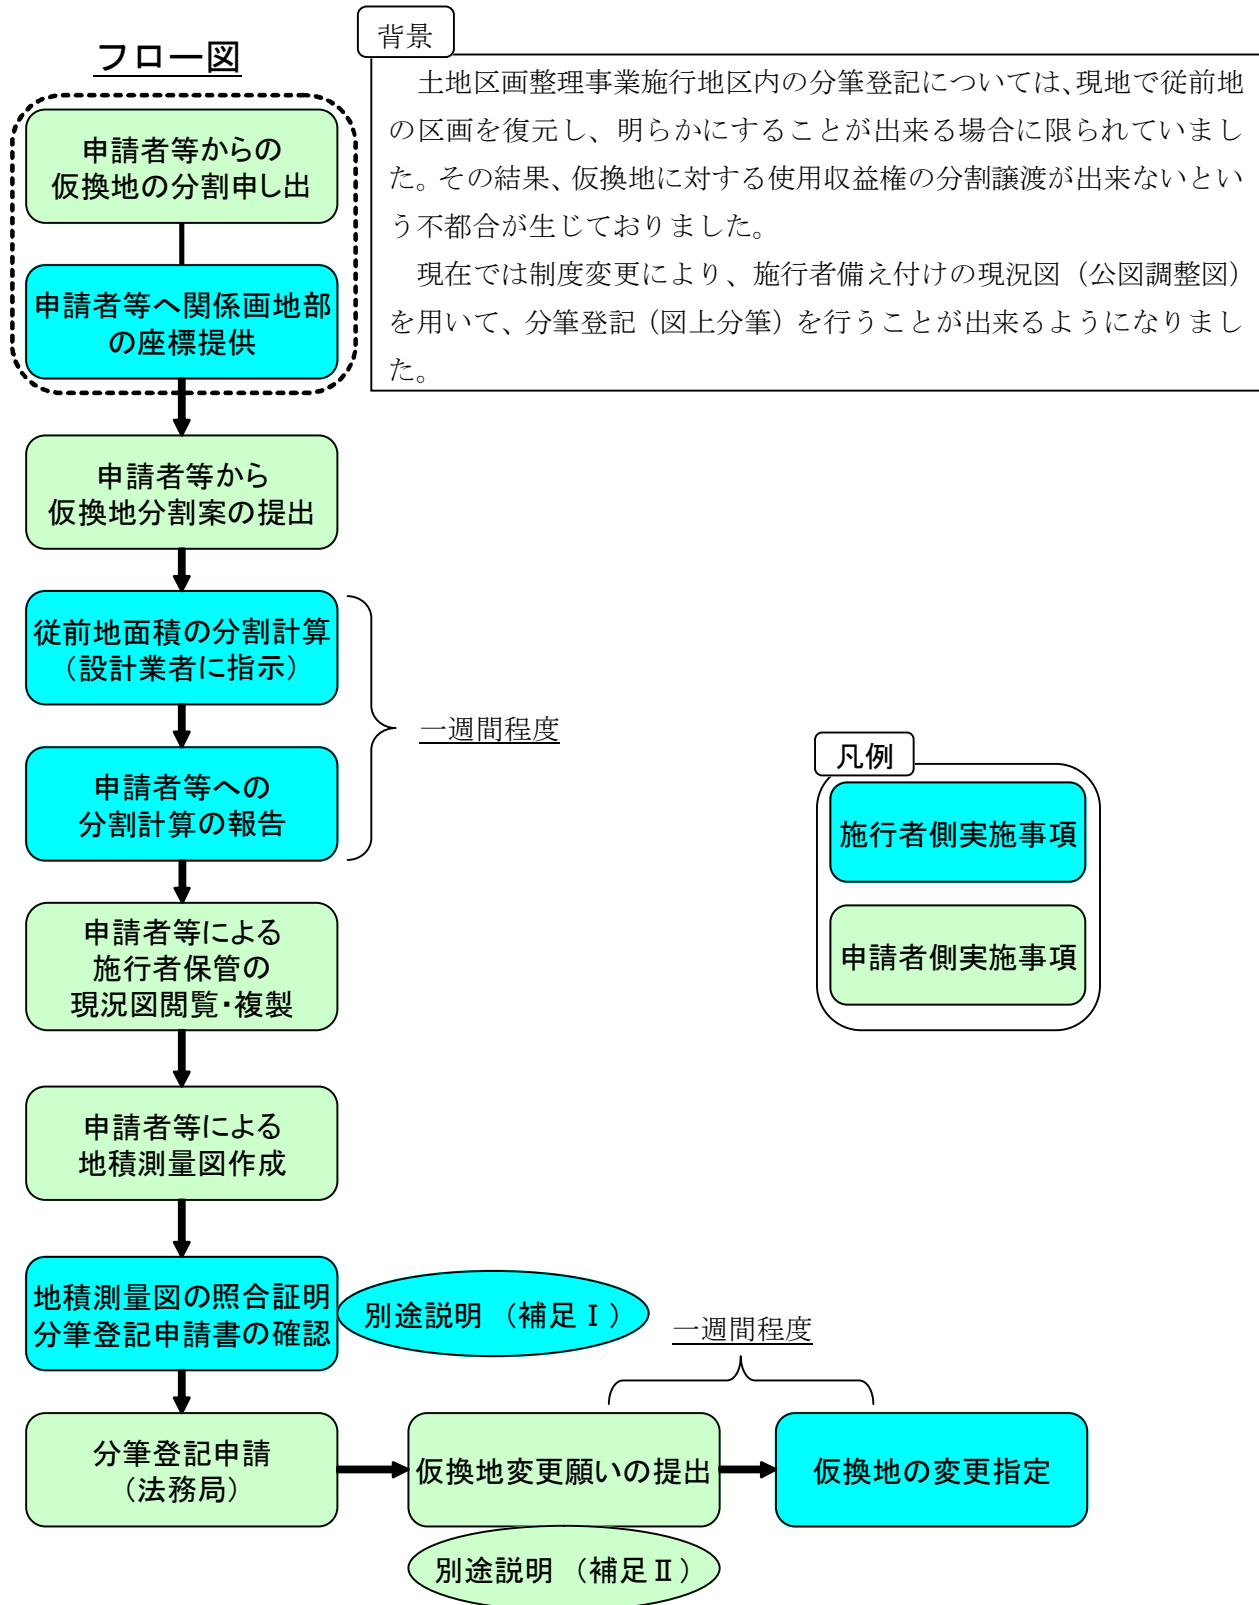 フロー図
背景
土地区画整理事業施行地区内の分筆登記については、現地で従前地
の区画を復元し、明らかにすることが出来る場合に限られていまし
た。その結果、仮換地に対する使用収益権の分割譲渡が出来ないとい
う不都合が生じておりました。
現在では制度変更により、施行者備え付けの現況図（公図調整図）
を用いて、分筆登記（図上分筆）を行うことが出来るようになりまし
た。
申請者等からの
仮換地の分割申し出
申請者等へ関係画地部
の座標提供
申請者等から
仮換地分割案の提出
従前地面積の分割計算
（設計業者に指示）
申請者等への
分割計算の報告
一週間程度
凡例
施行者側実施事項
申請者側実施事項
申請者等による
施行者保管の
現況図閲覧・複製
申請者等による
地積測量図作成
地積測量図の照合証明
分筆登記申請書の確認
別途説明（補足Ⅰ）
一週間程度
分筆登記申請
（法務局）
仮換地変更願いの提出
仮換地の変更指定
別途説明（補足Ⅱ）